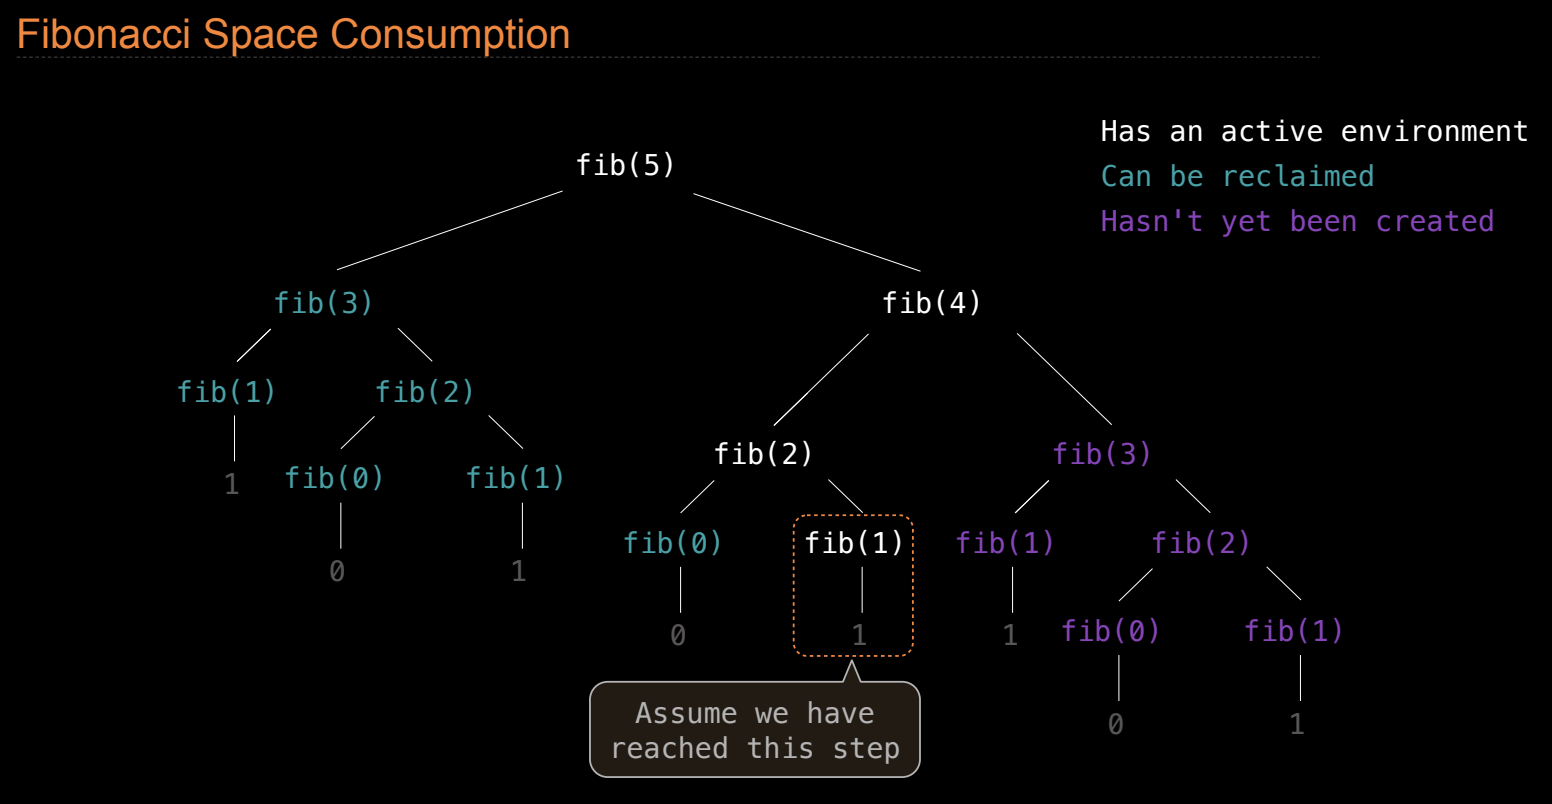 Fibonacci Space Consumption
Has an active environment
fib(5)
Can be reclaimed
Hasn't yet been created
fib(3)
fib(4)
fib(1)
fib(2)
fib(2)
fib(3)
1
fib(0)
fib(1)
fib(0)
fib(1)
fib(1)
fib(2)
0
1
0
1
1
fib(0)
fib(1)
Assume we have
reached this step
0
1